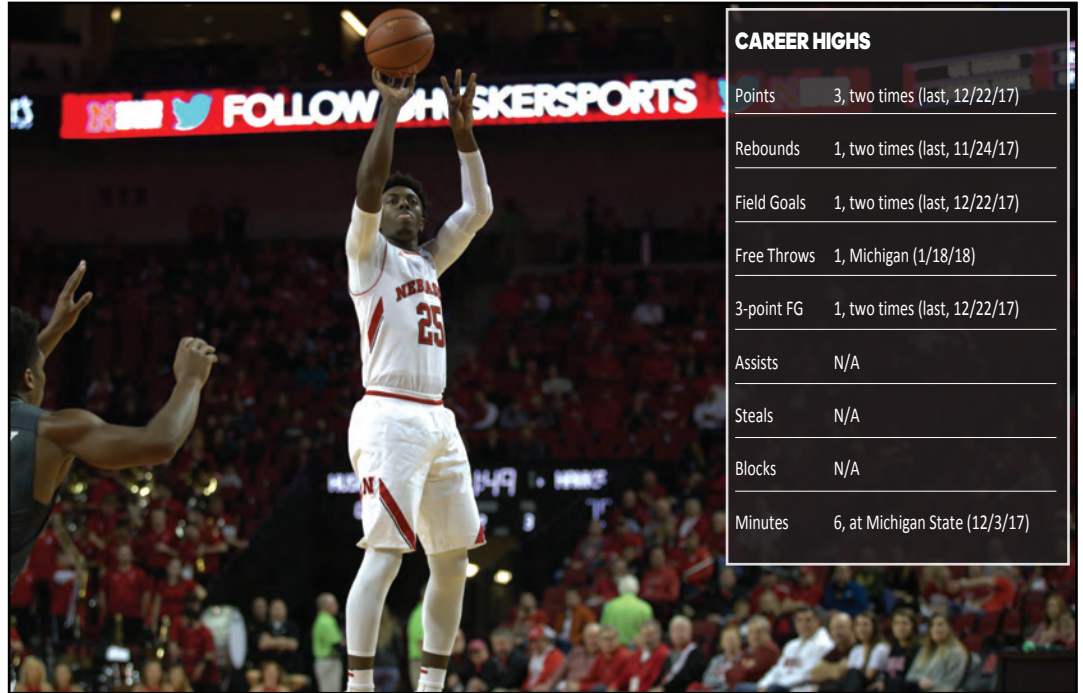 FOLLOW @HUSKERSPORTS
NEBRAS
25
N
CAREER HIGHS
Points 3, two times (last, 12/22/17)
Rebounds 1, two times (last, 11/24/17)
Field Goals 1, two times (last, 12/22/17)
Free Throws 1, Michigan (1/18/18)
3-point FG 1, two times (last, 12/22/17)
Assists N/A
Steals N/A
Blocks N/A
Minutes 6, at Michigan State (12/3/17)